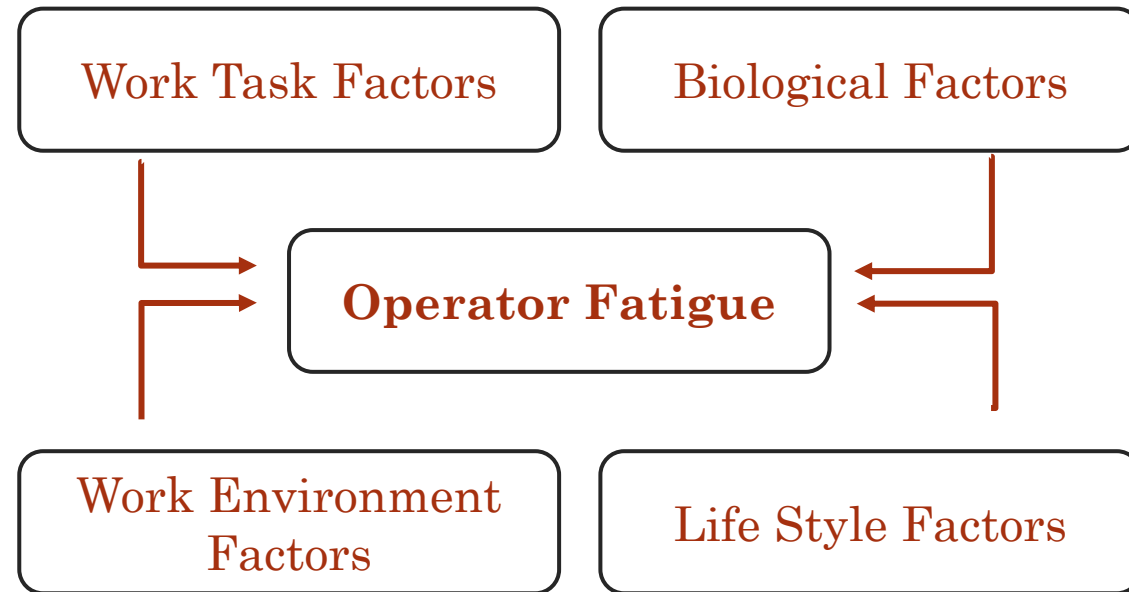 Work Task Factors
Biological Factors
Operator Fatigue
Work Environment
Factors
Life Style Factors